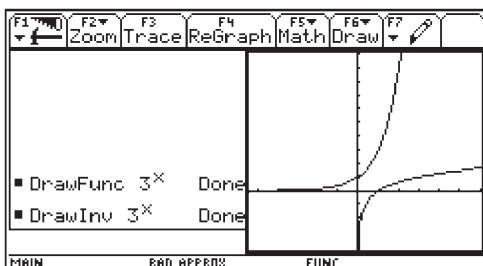 F1 F2 F3 F4 F5 F6 F7
Zoom Trace ReGraph Math Draw
DrawFunc 3^x Done
DrawInv 3^x Done
MAIN RAD APPROX FUNC